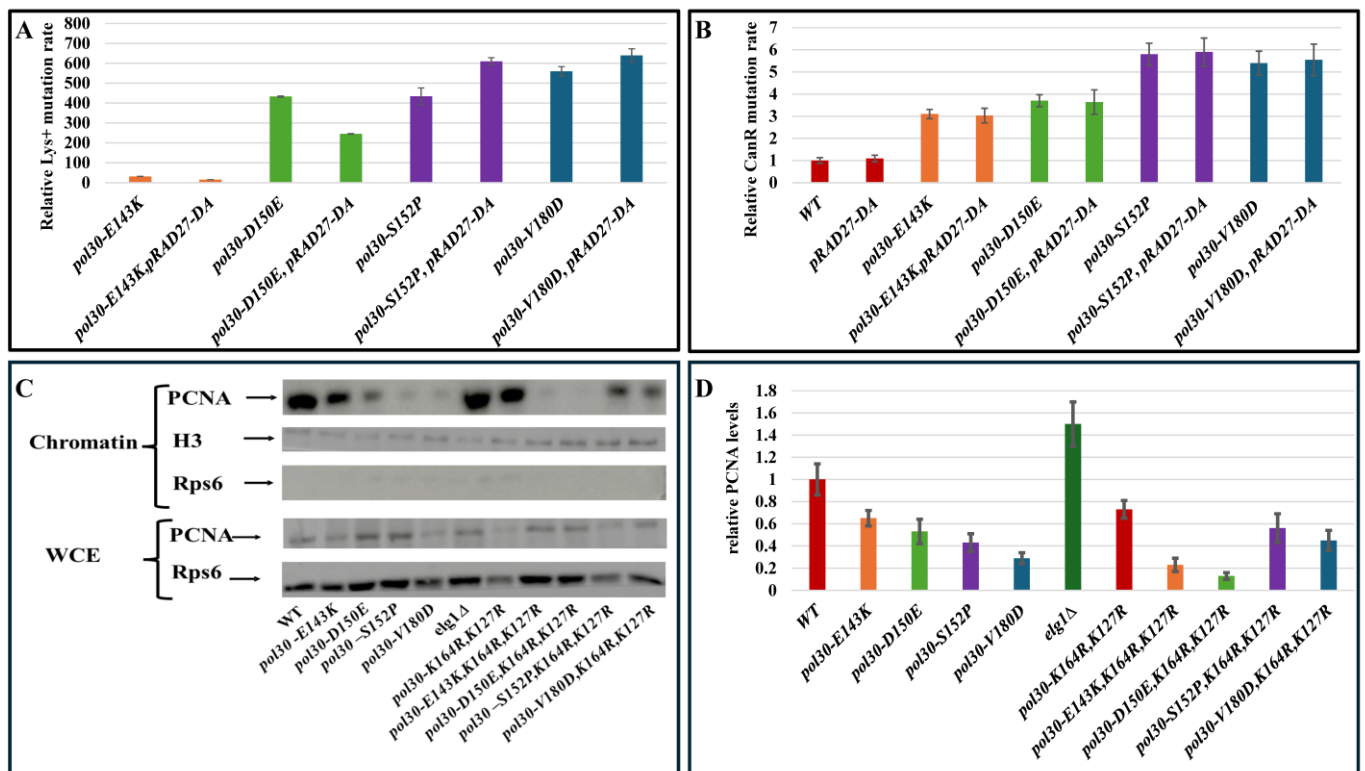 A
Relative Lys+ mutation rate
800
700
600
500
400
300
200
100
0
pol30-E143K
pol30-E143K,pRAD27-DA
pol30-D150E
pol30-D150E, pRAD27-DA
pol30-S152P
pol30-S152P, pRAD27-DA
pol30-V180D
pol30-V180D, pRAD27-DA
B
Relative CanR mutation rate
7
6
5
4
3
2
1
0
WT
pRAD27-DA
pol30-E143K
pol30-E143K,pRAD27-DA
pol30-D150E
pol30-D150E, pRAD27-DA
pol30-S152P
pol30-S152P, pRAD27-DA
pol30-V180D
pol30-V180D, pRAD27-DA
C
Chromatin
PCNA
H3
Rps6
WCE
PCNA
Rps6
WT
pol30 -E143K
pol30-D150E
pol30 –S152P
pol30-V180D
elg1Δ
pol30-K164R,K127R
pol30-E143K,K164R,K127R
pol30-D150E,K164R,K127R
pol30 –S152P,K164R,K127R
pol30-V180D,K164R,K127R
D
relative PCNA levels
1.8
1.6
1.4
1.2
1
0.8
0.6
0.4
0.2
0
WT
pol30-E143K
pol30-D150E
pol30-S152P
pol30-V180D
elg1Δ
pol30-K164R,K127R
pol30-E143K,K164R,K127R
pol30-D150E,K164R,K127R
pol30-S152P,K164R,K127R
pol30-V180D,K164R,K127R